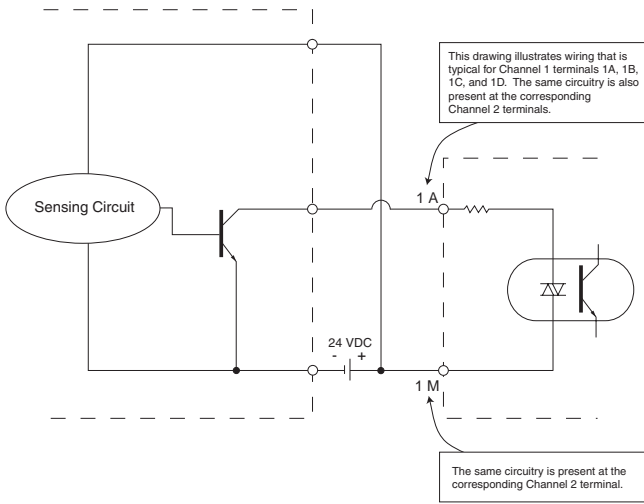 This drawing illustrates wiring that is
typical for Channel 1 terminals 1A, 1B,
1C, and 1D. The same circuitry is also
present at the corresponding
Channel 2 terminals.
1 A
Sensing Circuit
24 VDC
- +
1 M
The same circuitry is present at the
corresponding Channel 2 terminal.